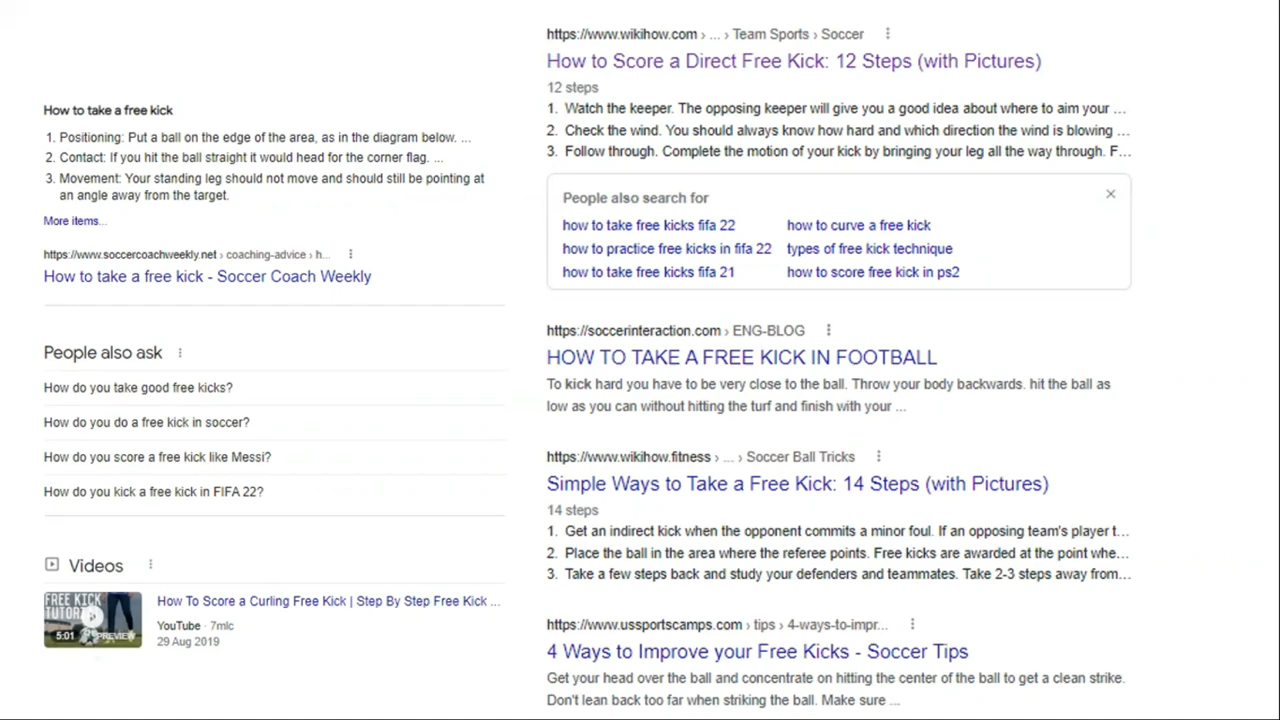 How to take a free kick
1. Positioning: Put a ball on the edge of the area, as in the diagram below. ...
2. Contact: If you hit the ball straight it would head for the corner flag. ...
3. Movement: Your standing leg should not move and should still be pointing at
an angle away from the target.
More items...
https://www.soccercoachweekly.net › coaching-advice › h...
How to take a free kick - Soccer Coach Weekly
People also ask
How do you take good free kicks?
How do you do a free kick in soccer?
How do you score a free kick like Messi?
How do you kick a free kick in FIFA 22?
Videos
FREE KICK
5:01 PREVIEW
How To Score a Curling Free Kick | Step By Step Free Kick ...
YouTube · 7mlc
29 Aug 2019
https://www.wikihow.com › ... › Team Sports › Soccer
How to Score a Direct Free Kick: 12 Steps (with Pictures)
12 steps
1. Watch the keeper. The opposing keeper will give you a good idea about where to aim your ...
2. Check the wind. You should always know how hard and which direction the wind is blowing ...
3. Follow through. Complete the motion of your kick by bringing your leg all the way through. F...
People also search for
how to take free kicks fifa 22 how to curve a free kick
how to practice free kicks in fifa 22 types of free kick technique
how to take free kicks fifa 21 how to score free kick in ps2
https://soccerinteraction.com › ENG-BLOG
HOW TO TAKE A FREE KICK IN FOOTBALL
To kick hard you have to be very close to the ball. Throw your body backwards. hit the ball as
low as you can without hitting the turf and finish with your ...
https://www.wikihow.fitness › ... › Soccer Ball Tricks
Simple Ways to Take a Free Kick: 14 Steps (with Pictures)
14 steps
1. Get an indirect kick when the opponent commits a minor foul. If an opposing team's player t...
2. Place the ball in the area where the referee points. Free kicks are awarded at the point whe...
3. Take a few steps back and study your defenders and teammates. Take 2-3 steps away from...
https://www.ussportscamps.com › tips › 4-ways-to-impr...
4 Ways to Improve your Free Kicks - Soccer Tips
Get your head over the ball and concentrate on hitting the center of the ball to get a clean strike.
Don't lean back too far when striking the ball. Make sure ...